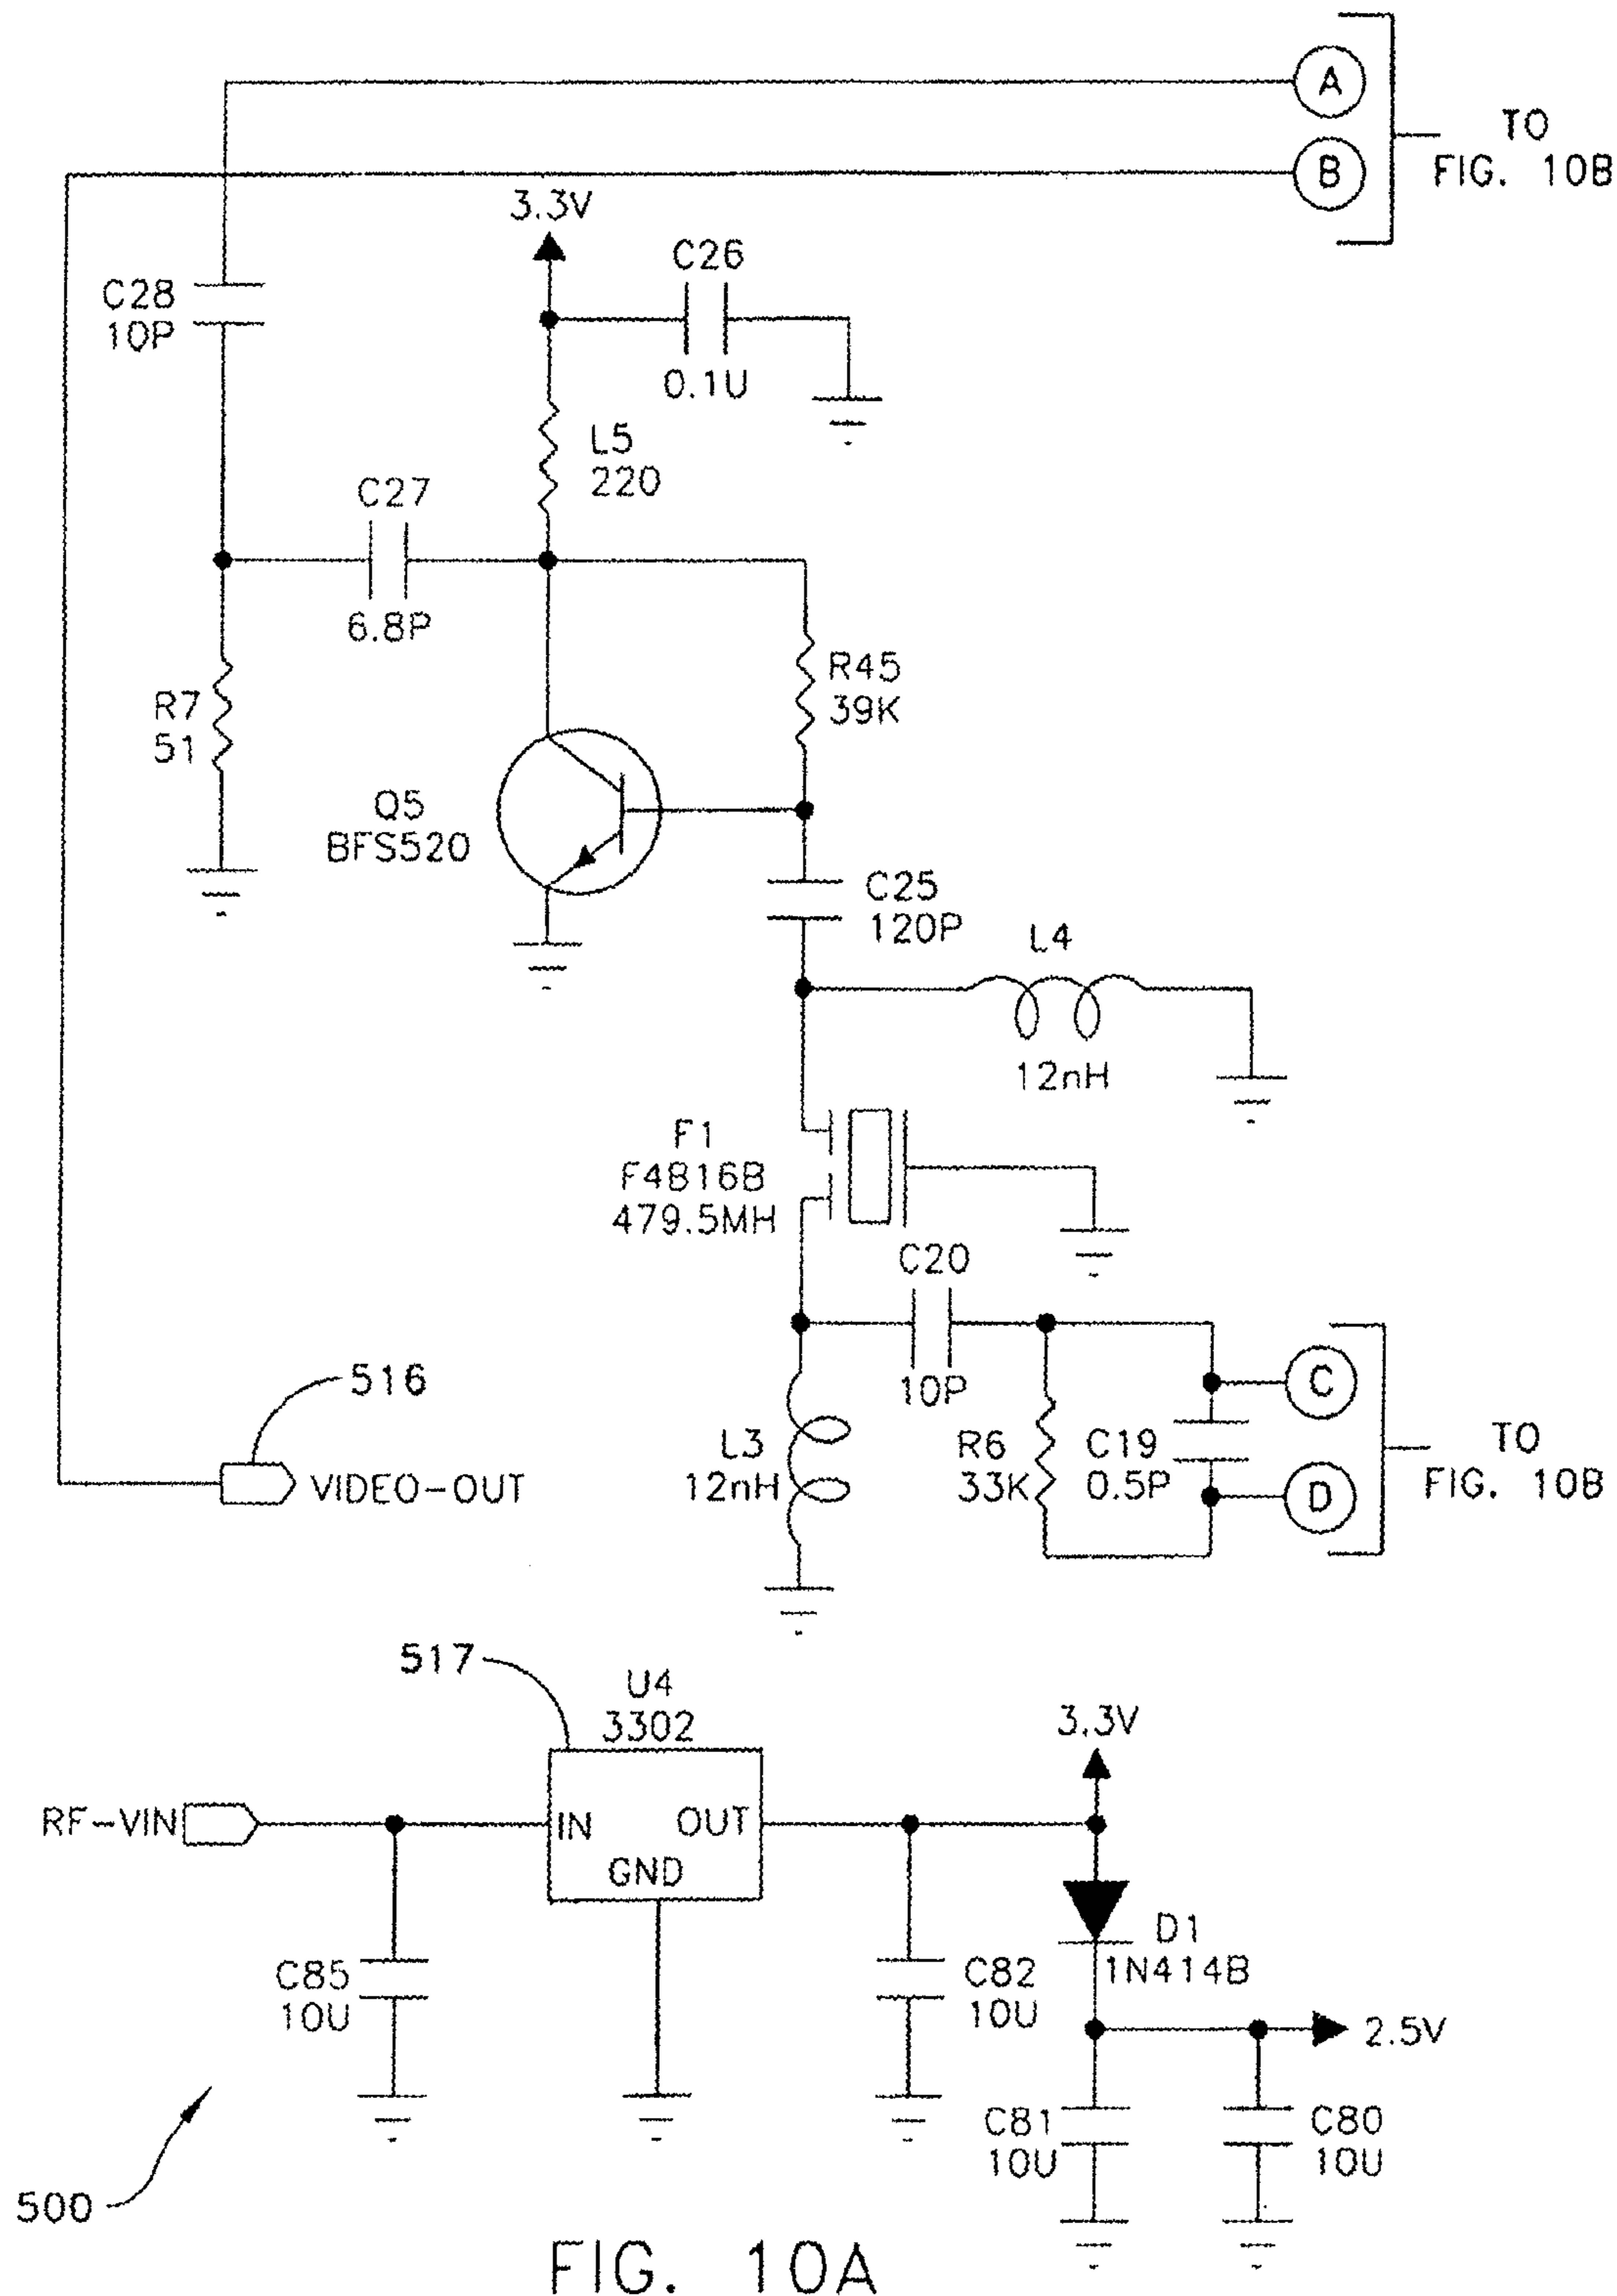 A
B
TO
FIG. 10B
3.3V
C26
0.1U
C28
10P
L5
220
C27
6.8P
R45
39K
R7
51
Q5
BFS520
C25
120P
L4
12nH
F1
F4B16B
479.5MH
C20
10P
516
VIDEO-OUT
L3
12nH
R6
33K
C19
0.5P
C
D
TO
FIG. 10B
517
U4
3302
3.3V
RF-VIN
IN
OUT
GND
C85
10U
C82
10U
D1
1N414B
2.5V
C81
10U
C80
10U
500
FIG. 10A